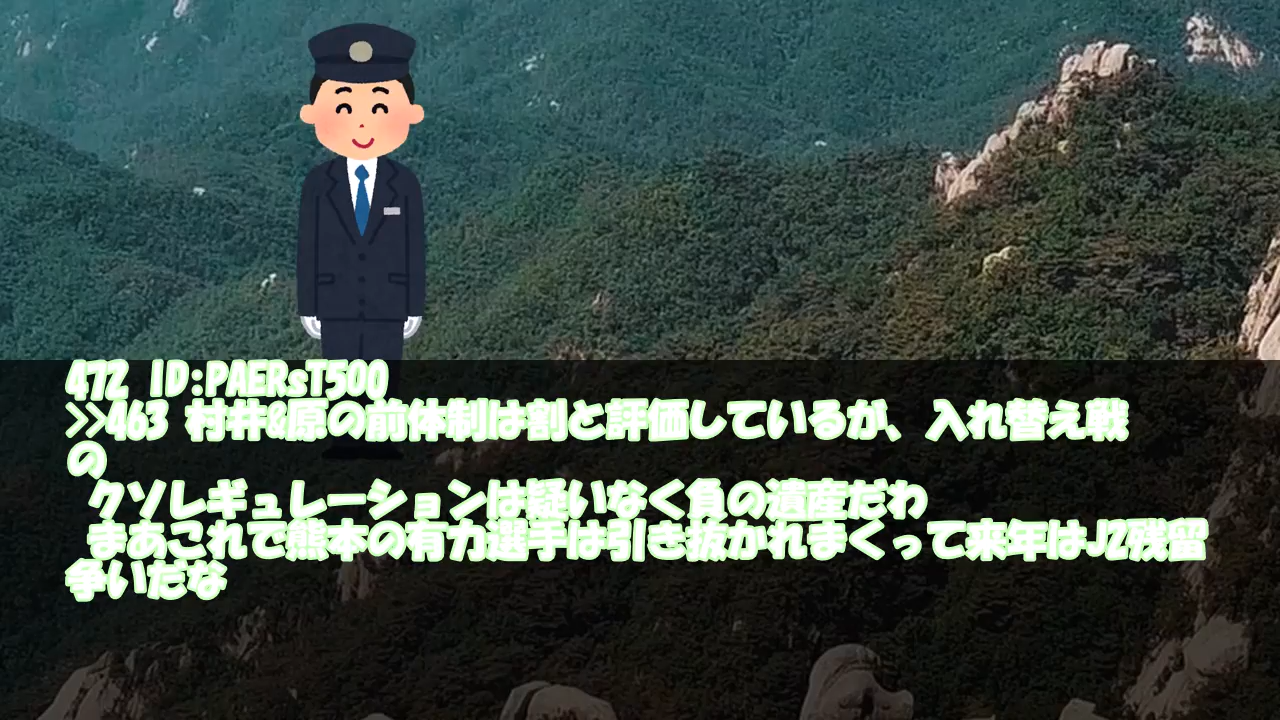 472 ID:PAERsT500
>>463 村井&原の前体制は割と評価しているが、入れ替え戦
の
クソレギュレーションは疑いなく負の遺産だわ
まあこれで熊本の有力選手は引き抜かれまくって来年はJ2残留
争いだな